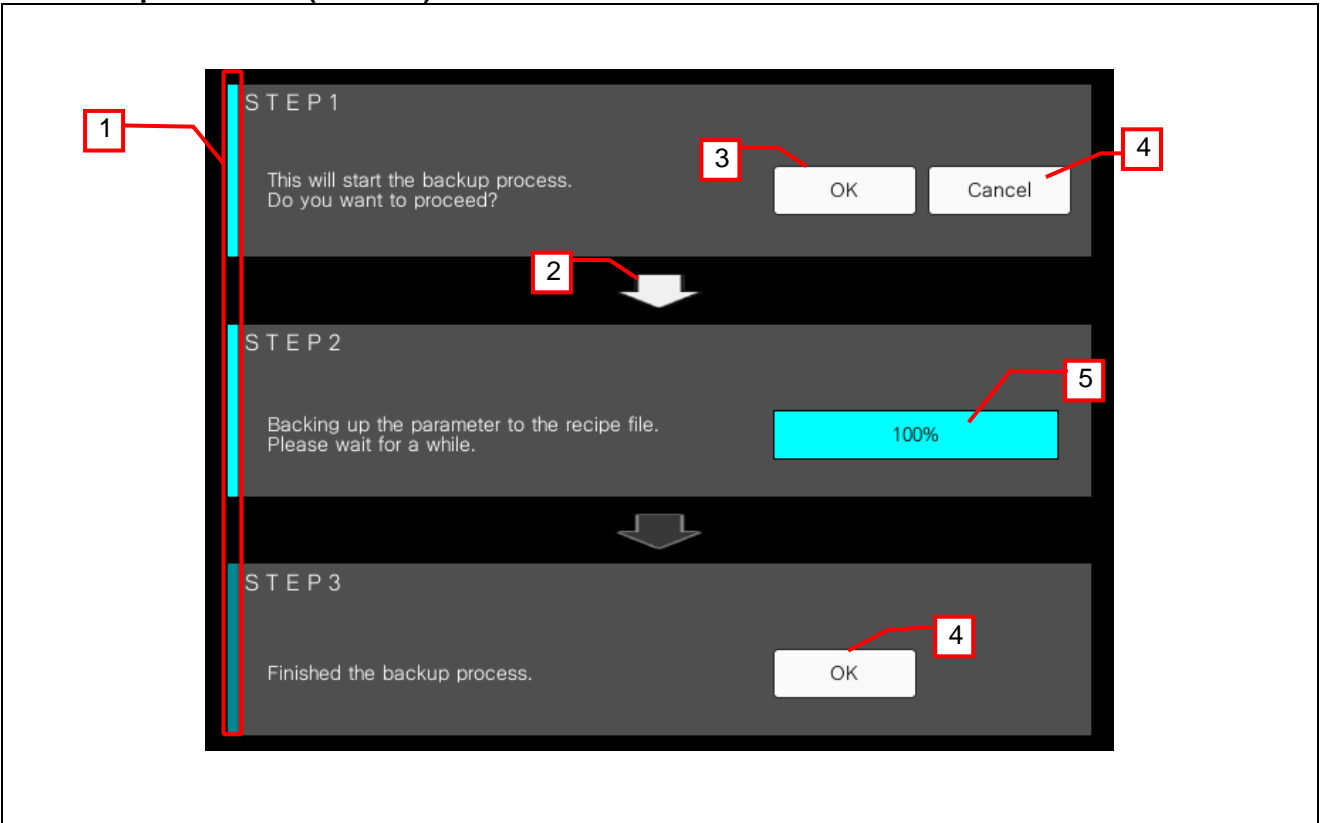 1
STEP1
3
4
This will start the backup process.
Do you want to proceed?
OK
Cancel
2
STEP2
5
Backing up the parameter to the recipe file.
Please wait for a while.
100%
STEP3
4
Finished the backup process.
OK